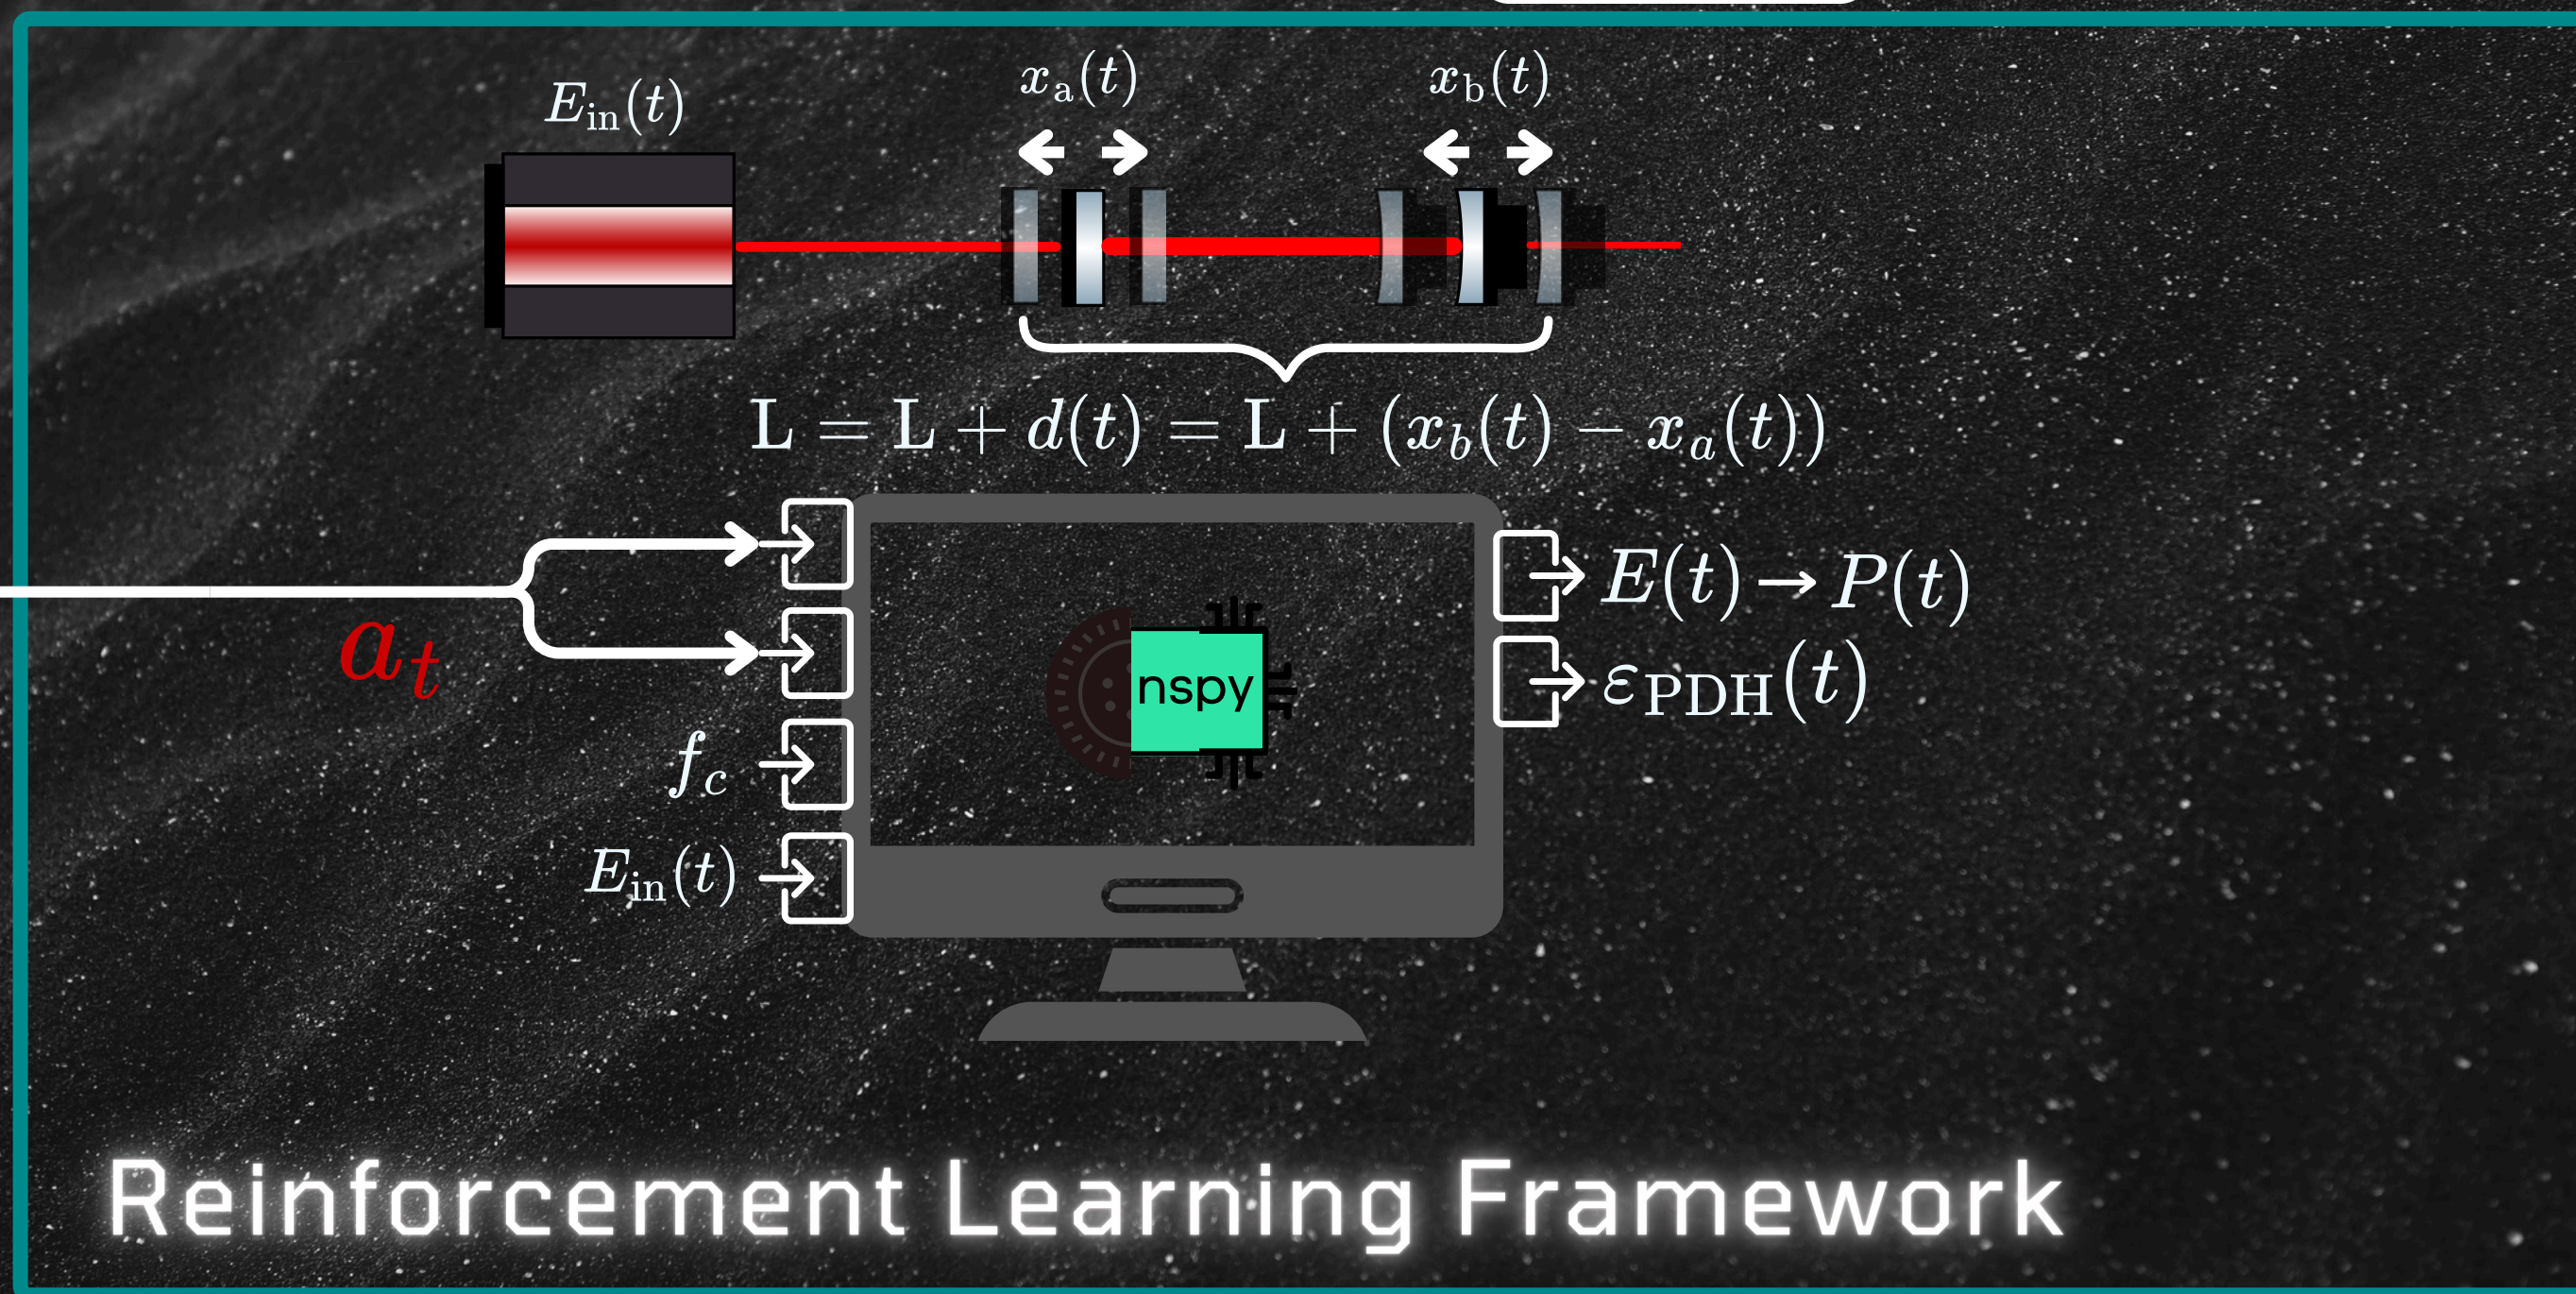 E_in(t)
x_a(t)
x_b(t)
L = L + d(t) = L + (x_b(t) − x_a(t))
a_t
f_c
E_in(t)
nspy
E(t) → P(t)
ε_PDH(t)
Reinforcement Learning Framework